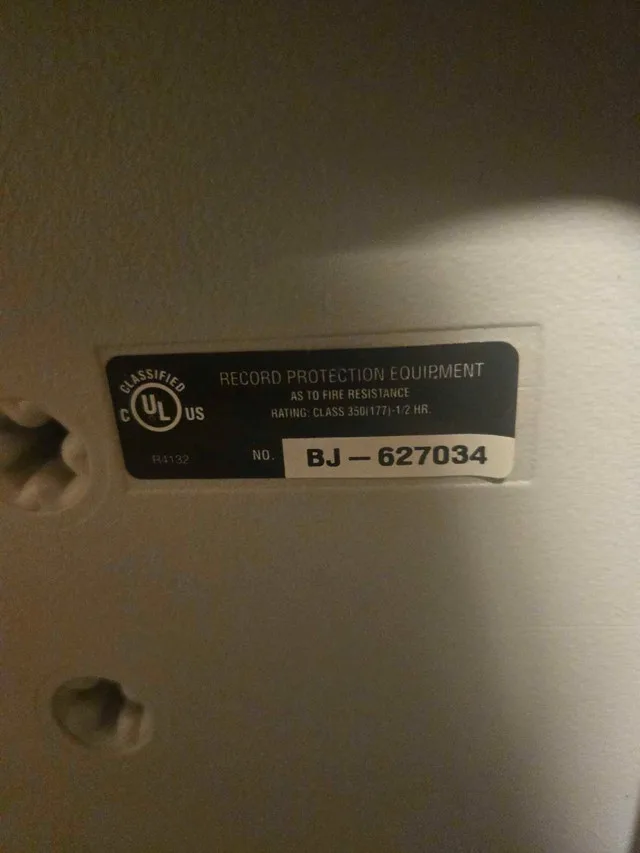 CLASSIFIED
C UL US
RECORD PROTECTION EQUIPMENT
AS TO FIRE RESISTANCE
RATING: CLASS 350(177)-1/2 HR.
R4132
NO. BJ — 627034